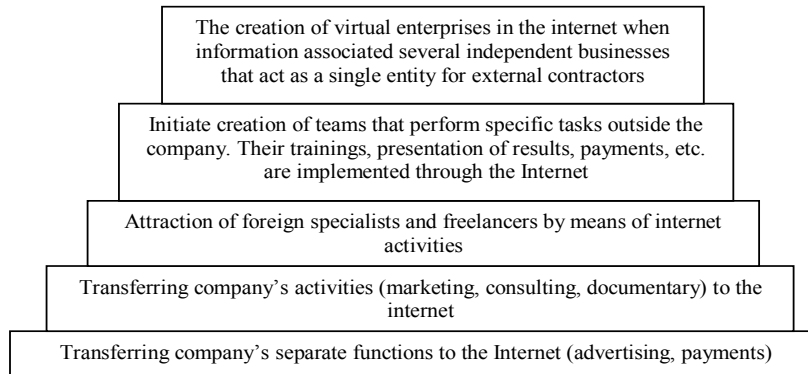 The creation of virtual enterprises in the internet when
information associated several independent businesses
that act as a single entity for external contractors
Initiate creation of teams that perform specific tasks outside the
company. Their trainings, presentation of results, payments, etc.
are implemented through the Internet
Attraction of foreign specialists and freelancers by means of internet
activities
Transferring company’s activities (marketing, consulting, documentary) to the
internet
Transferring company’s separate functions to the Internet (advertising, payments)